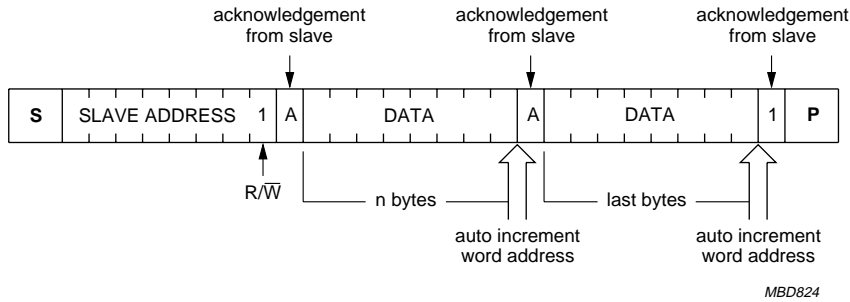 acknowledgement from slave
acknowledgement from slave
acknowledgement from slave
S SLAVE ADDRESS 1 A DATA A DATA 1 P
R/W̅
n bytes
last bytes
auto increment word address
auto increment word address
MBD824